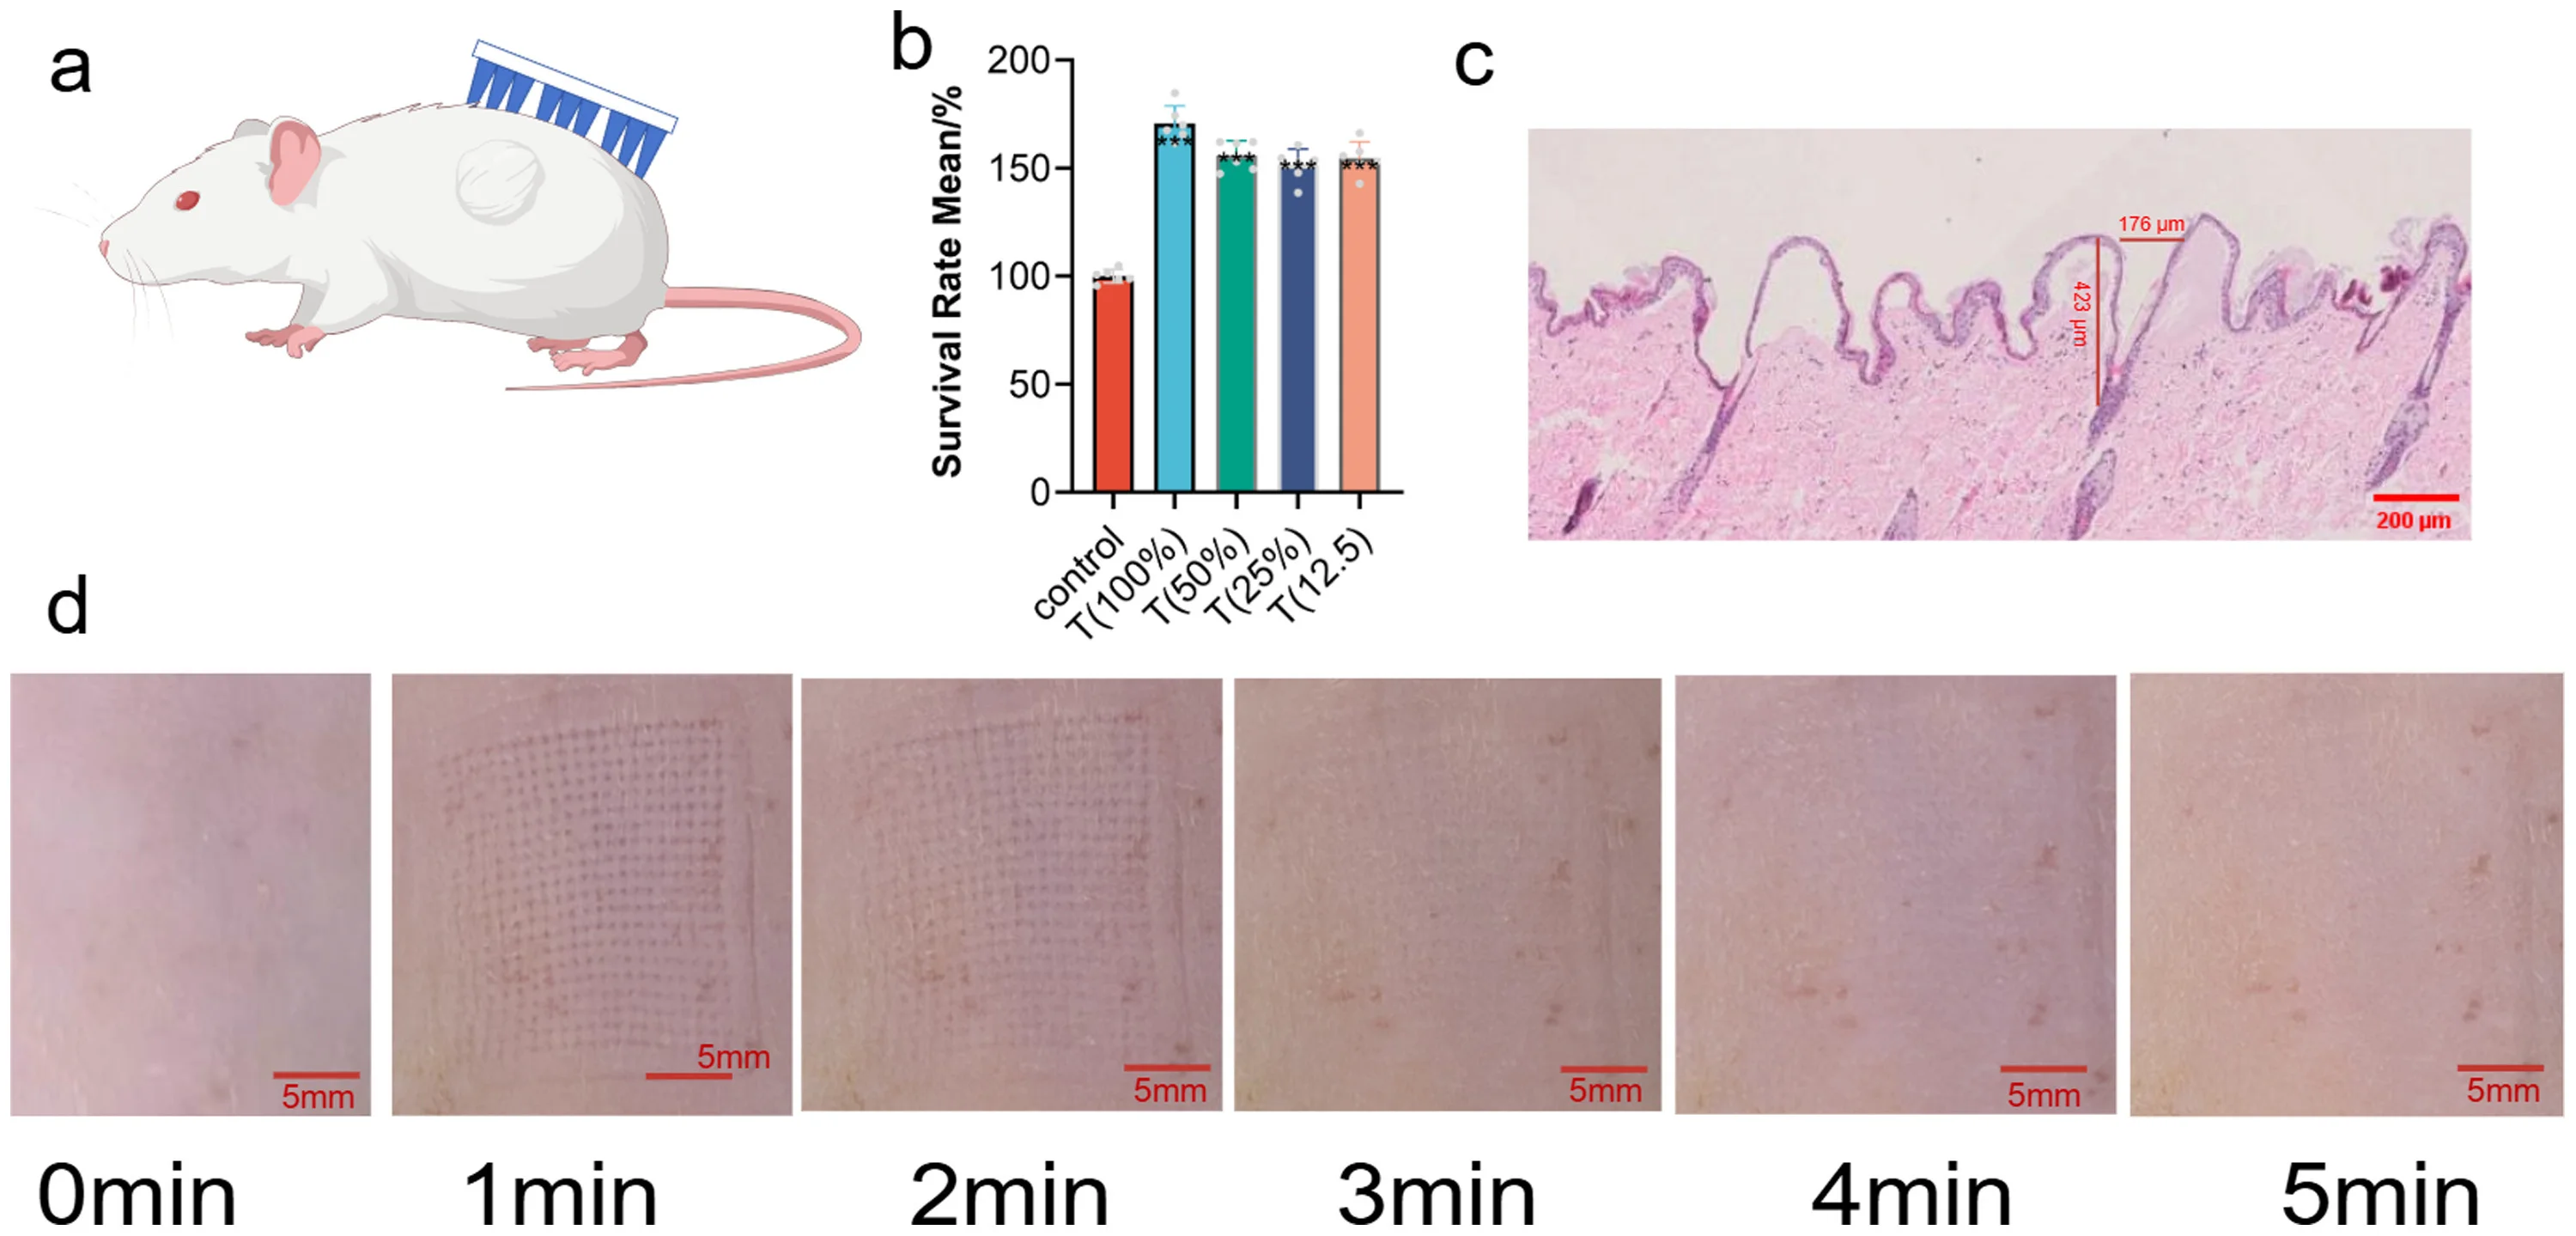 a
b
Survival Rate Mean/%
200
150
100
50
0
***
***
***
***
control
T(100%)
T(50%)
T(25%)
T(12.5)
c
176 µm
423 µm
200 µm
d
5mm
5mm
5mm
5mm
5mm
5mm
0min
1min
2min
3min
4min
5min